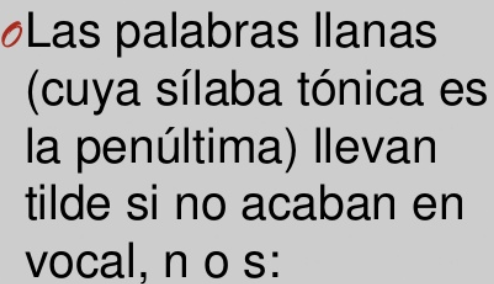 Las palabras llanas
(cuya sílaba tónica es
la penúltima) llevan
tilde si no acaban en
vocal, n o s: